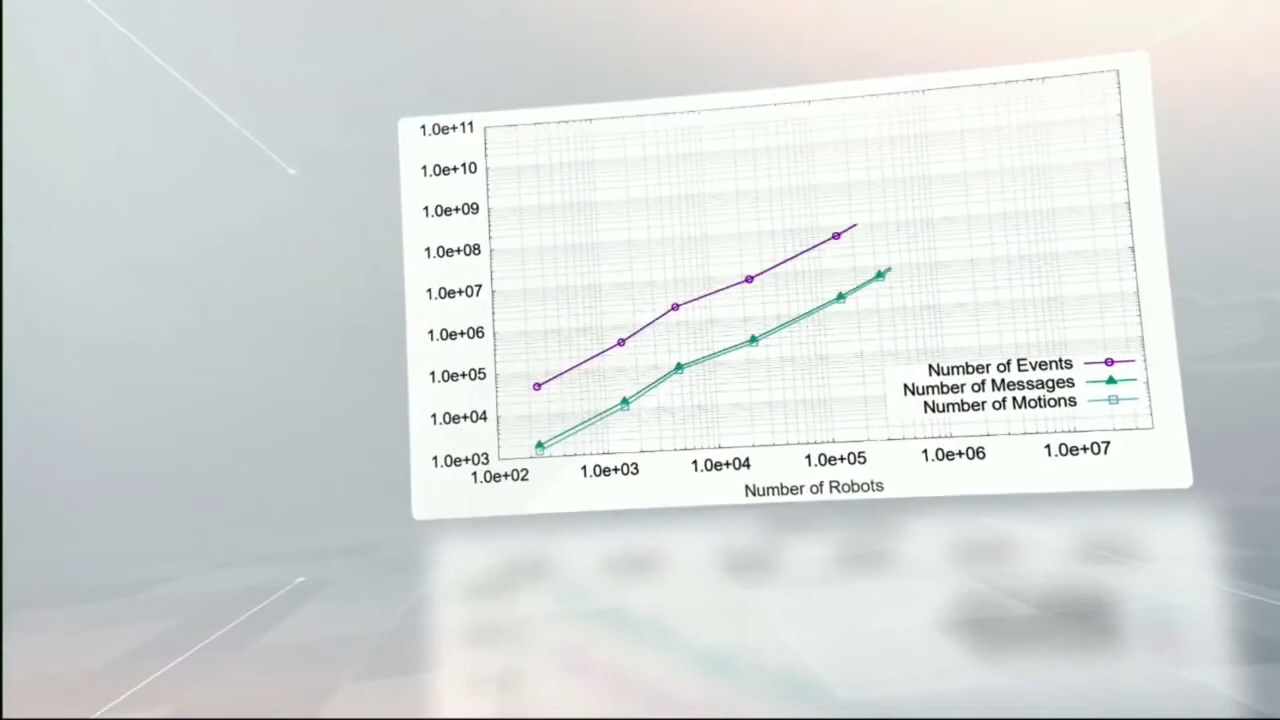 1.0e+11
1.0e+10
1.0e+09
1.0e+08
1.0e+07
1.0e+06
1.0e+05
1.0e+04
1.0e+03
1.0e+02 1.0e+03 1.0e+04 1.0e+05 1.0e+06 1.0e+07
Number of Robots
Number of Events
Number of Messages
Number of Motions